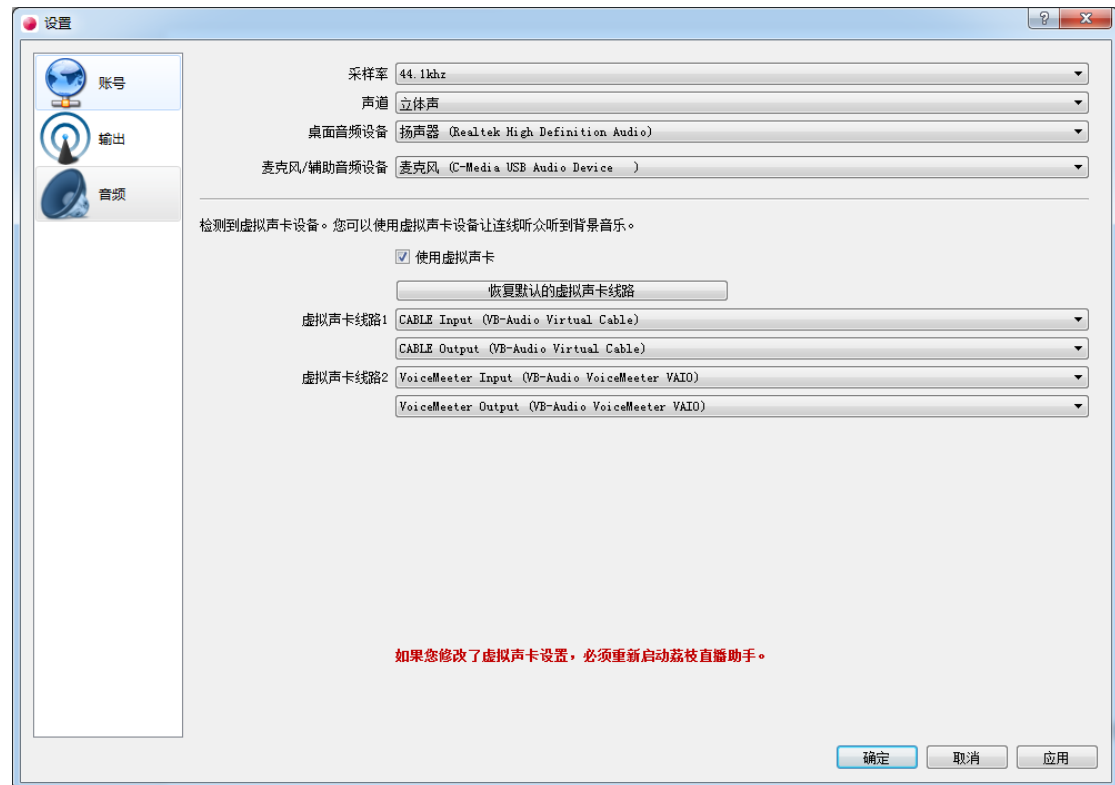 设置
账号
输出
音频
采样率 44.1khz
声道 立体声
桌面音频设备 扬声器 (Realtek High Definition Audio)
麦克风/辅助音频设备 麦克风 (C-Media USB Audio Device )
检测到虚拟声卡设备。您可以使用虚拟声卡设备让连线听众听到背景音乐。
使用虚拟声卡
恢复默认的虚拟声卡线路
虚拟声卡线路1 CABLE Input (VB-Audio Virtual Cable)
CABLE Output (VB-Audio Virtual Cable)
虚拟声卡线路2 VoiceMeeter Input (VB-Audio VoiceMeeter VAIO)
VoiceMeeter Output (VB-Audio VoiceMeeter VAIO)
如果您修改了虚拟声卡设置，必须重新启动荔枝直播助手。
确定 取消 应用